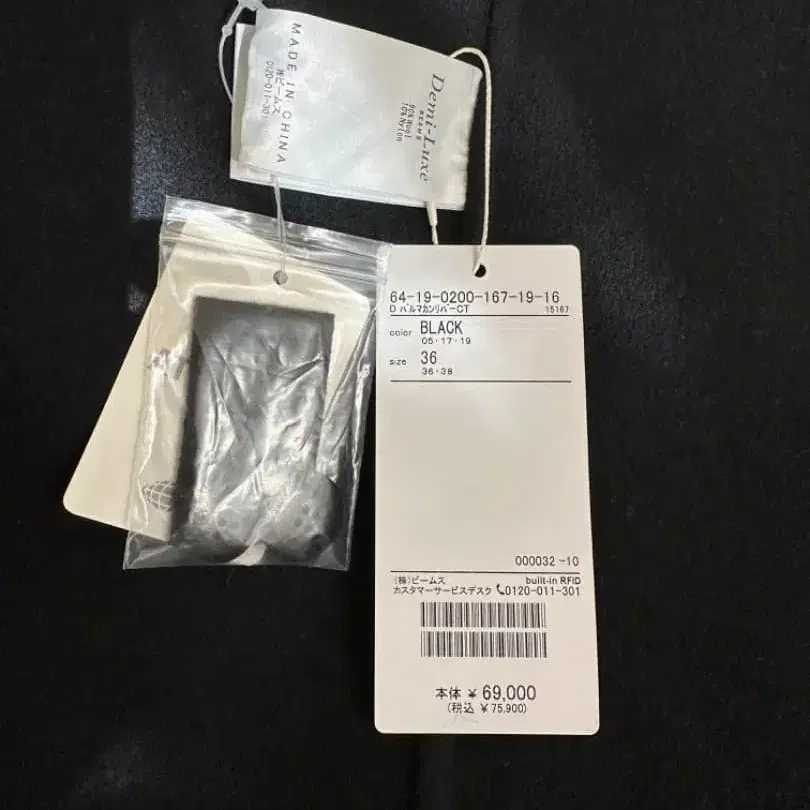 MADE IN CHINA
㈱ビームス
0120-011-301
Demi-Luxe
BEAMS
90%Wool
10%Nylon
64-19-0200-167-19-16
D バルマカンリバーCT 15167
color BLACK
05・17・19
size 36
36・38
000032 -10
(株)ビームス built-in RFID
カスタマーサービスデスク 0120-011-301
本体 ¥ 69,000
(税込 ¥ 75,900)